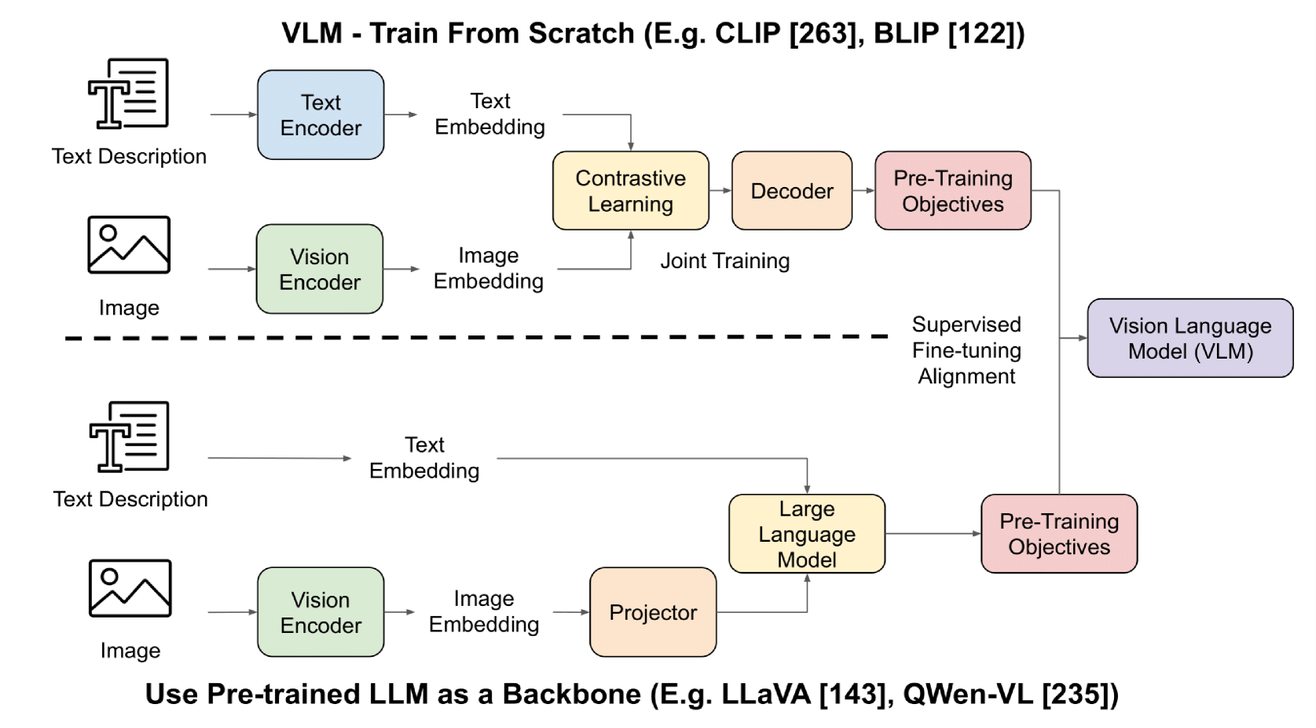 VLM - Train From Scratch (E.g. CLIP [263], BLIP [122])
Text Description
Text
Encoder
Text
Embedding
Contrastive
Learning
Decoder
Pre-Training
Objectives
Image
Vision
Encoder
Image
Embedding
Joint Training
Supervised
Fine-tuning
Alignment
Vision Language
Model (VLM)
Text Description
Text
Embedding
Large
Language
Model
Pre-Training
Objectives
Image
Vision
Encoder
Image
Embedding
Projector
Use Pre-trained LLM as a Backbone (E.g. LLaVA [143], QWen-VL [235])